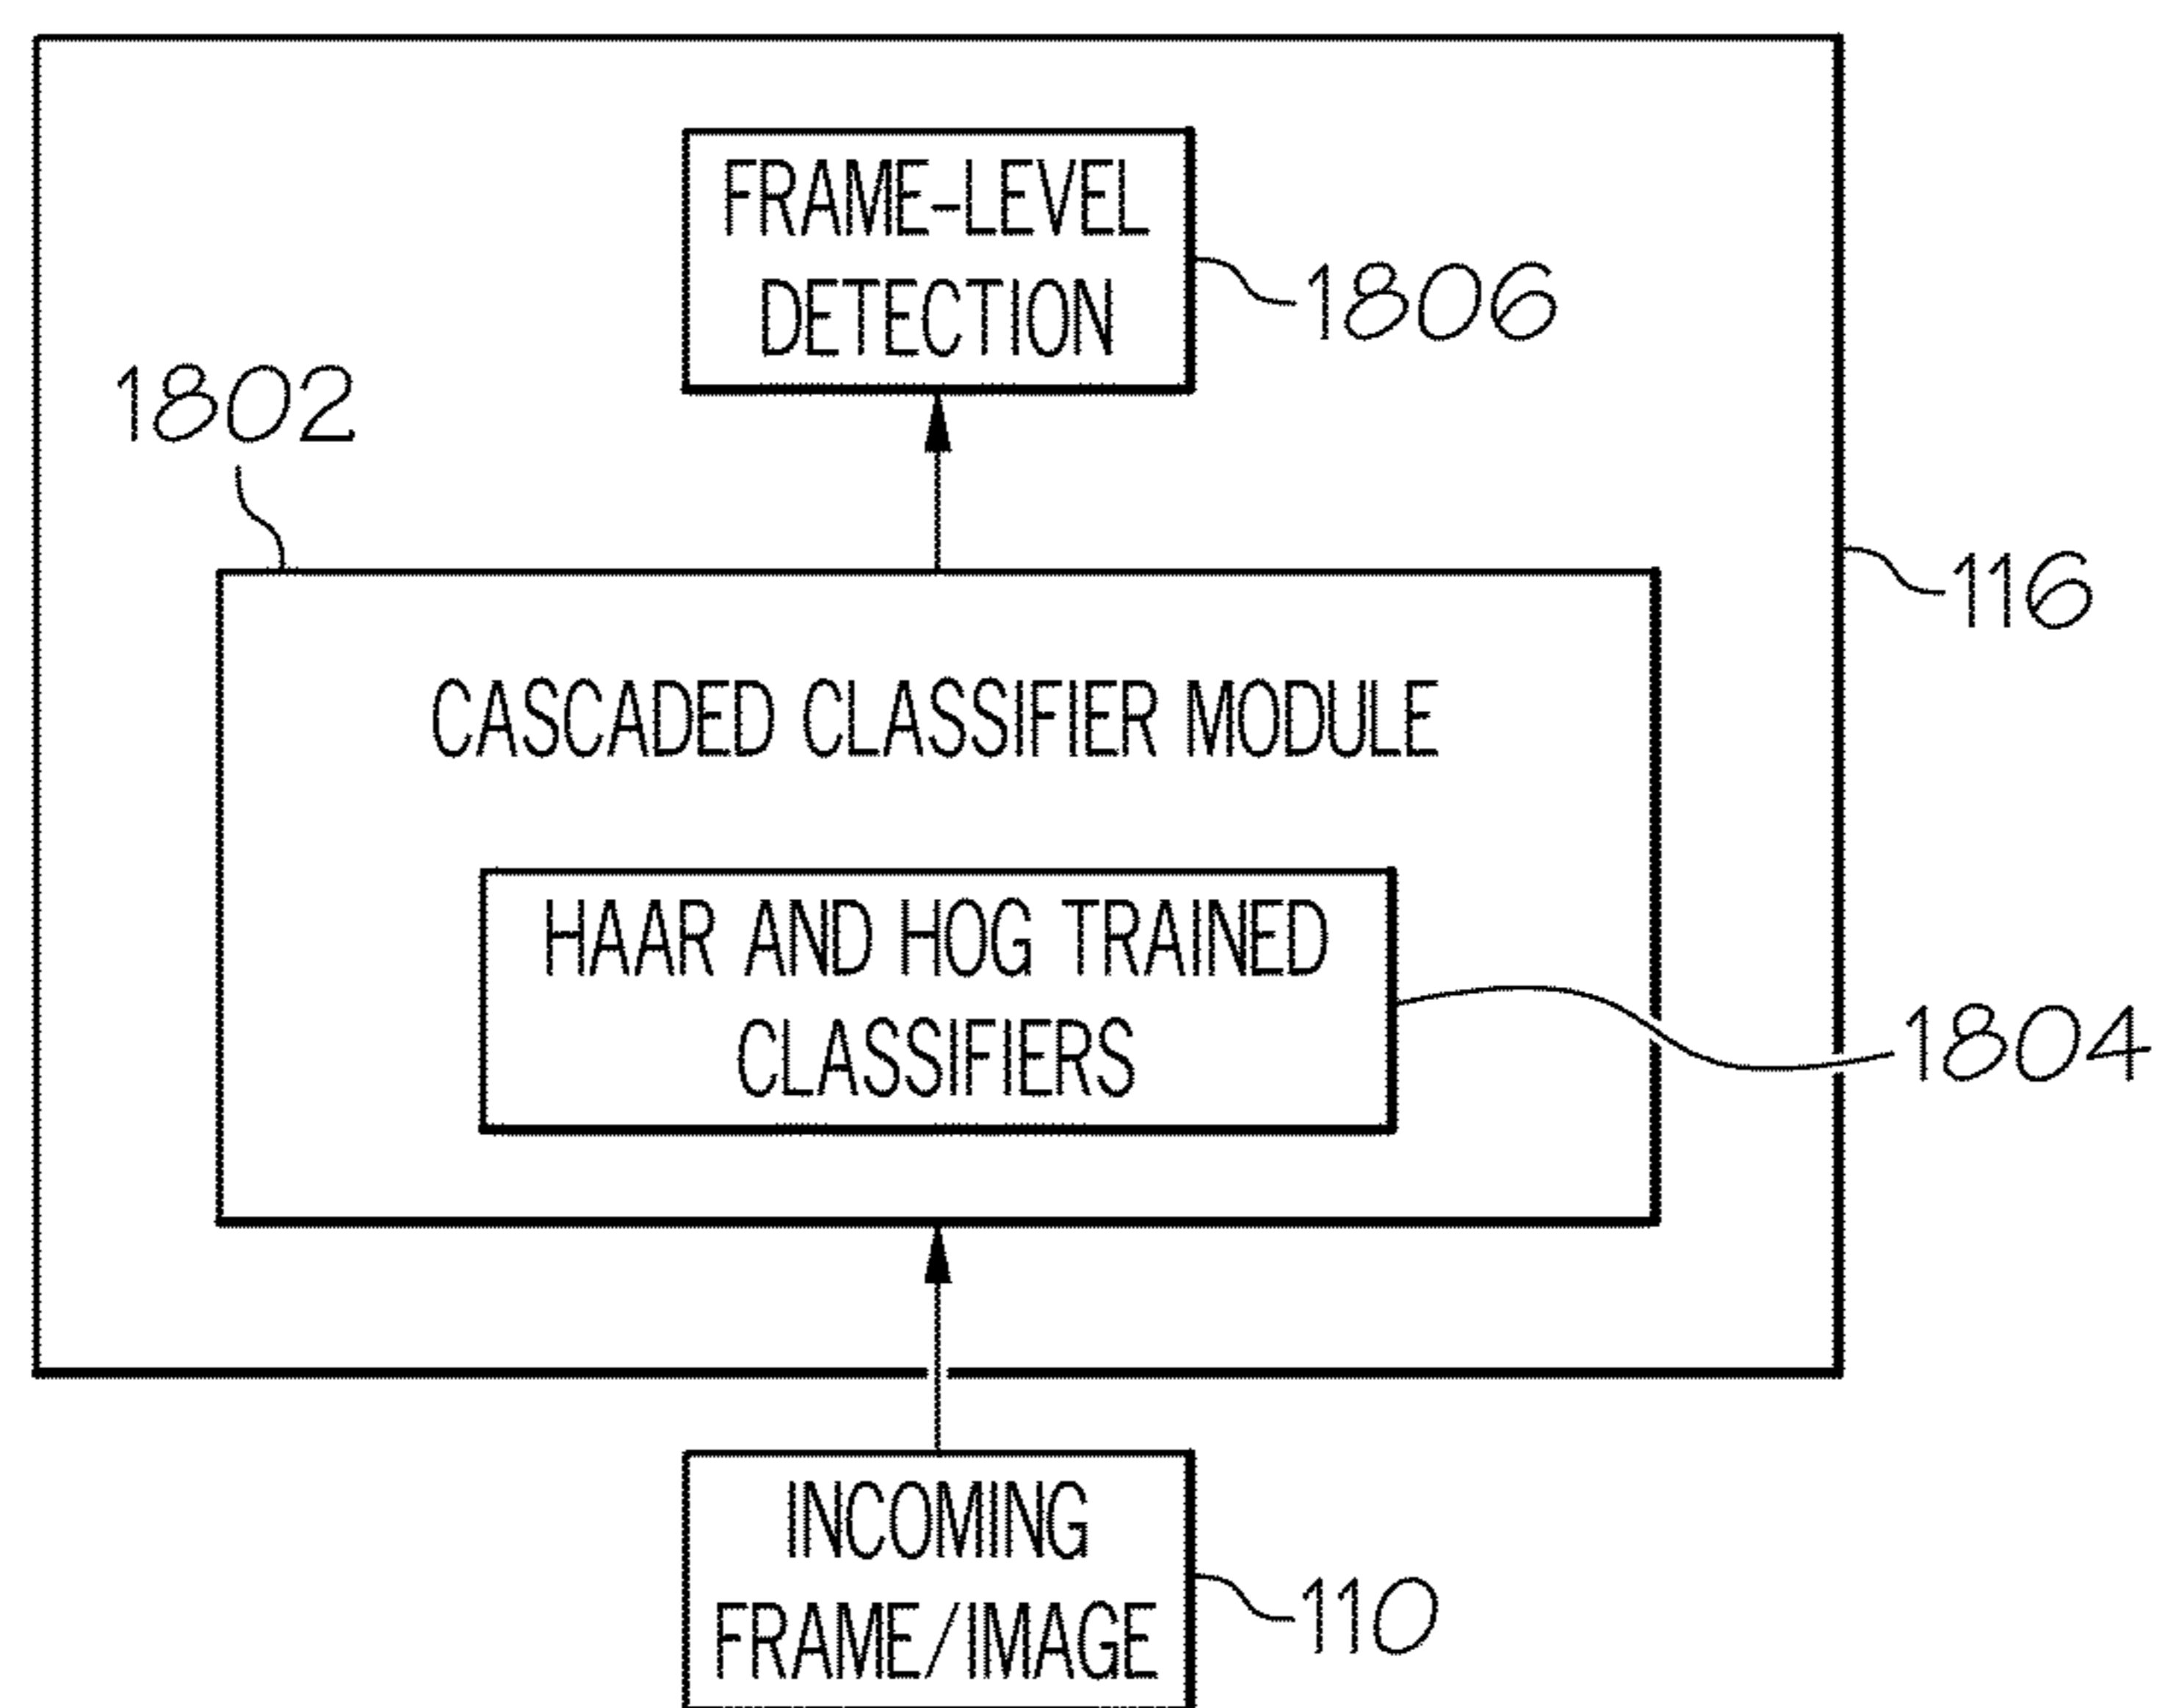 FRAME-LEVEL
DETECTION
1806
1802
116
CASCADED CLASSIFIER MODULE
HAAR AND HOG TRAINED
CLASSIFIERS
1804
INCOMING
FRAME/IMAGE
110